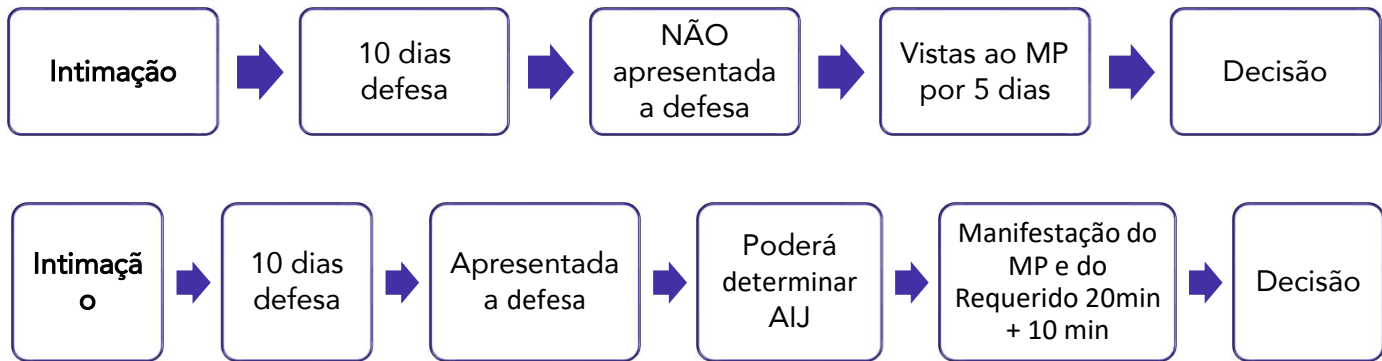 Intimação
10 dias
defesa
NÃO
apresentada
a defesa
Vistas ao MP
por 5 dias
Decisão
Intimaçã
o
10 dias
defesa
Apresentada
a defesa
Poderá
determinar
AIJ
Manifestação do
MP e do
Requerido 20min
+ 10 min
Decisão